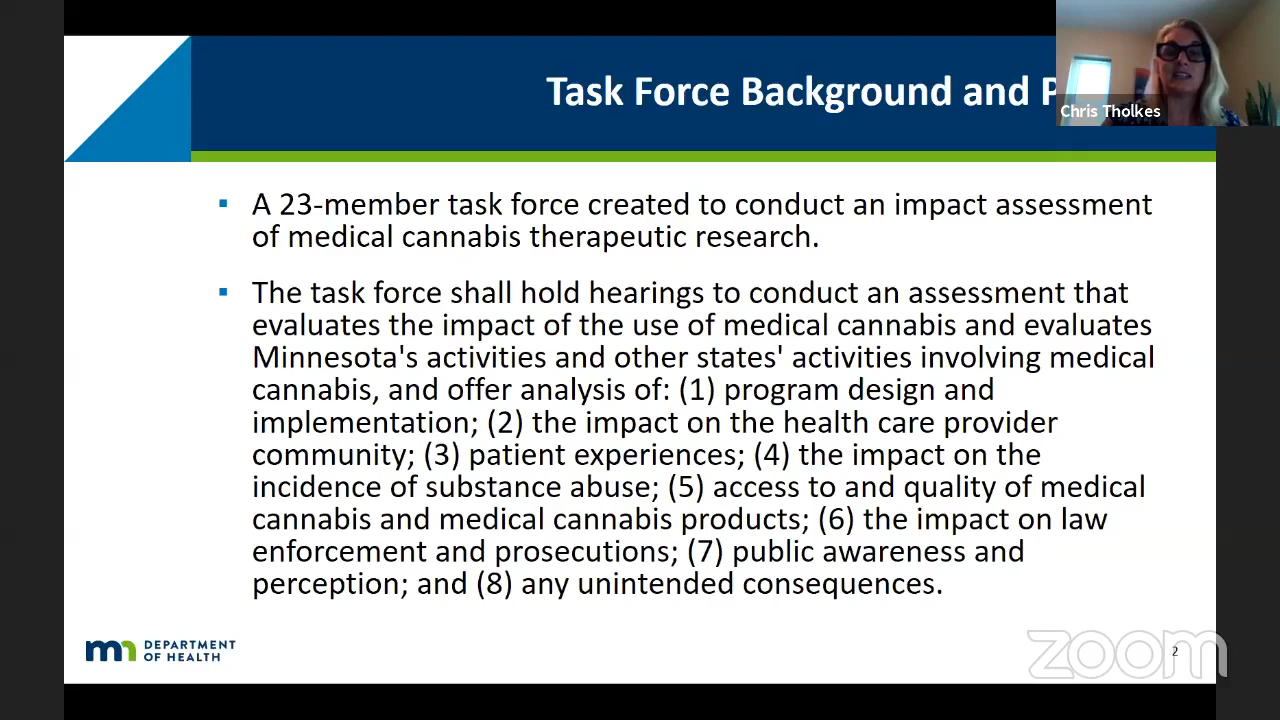 Task Force Background and P
Chris Tholkes
▪ A 23-member task force created to conduct an impact assessment
of medical cannabis therapeutic research.
▪ The task force shall hold hearings to conduct an assessment that
evaluates the impact of the use of medical cannabis and evaluates
Minnesota's activities and other states' activities involving medical
cannabis, and offer analysis of: (1) program design and
implementation; (2) the impact on the health care provider
community; (3) patient experiences; (4) the impact on the
incidence of substance abuse; (5) access to and quality of medical
cannabis and medical cannabis products; (6) the impact on law
enforcement and prosecutions; (7) public awareness and
perception; and (8) any unintended consequences.
mn DEPARTMENT
OF HEALTH
zoom
2